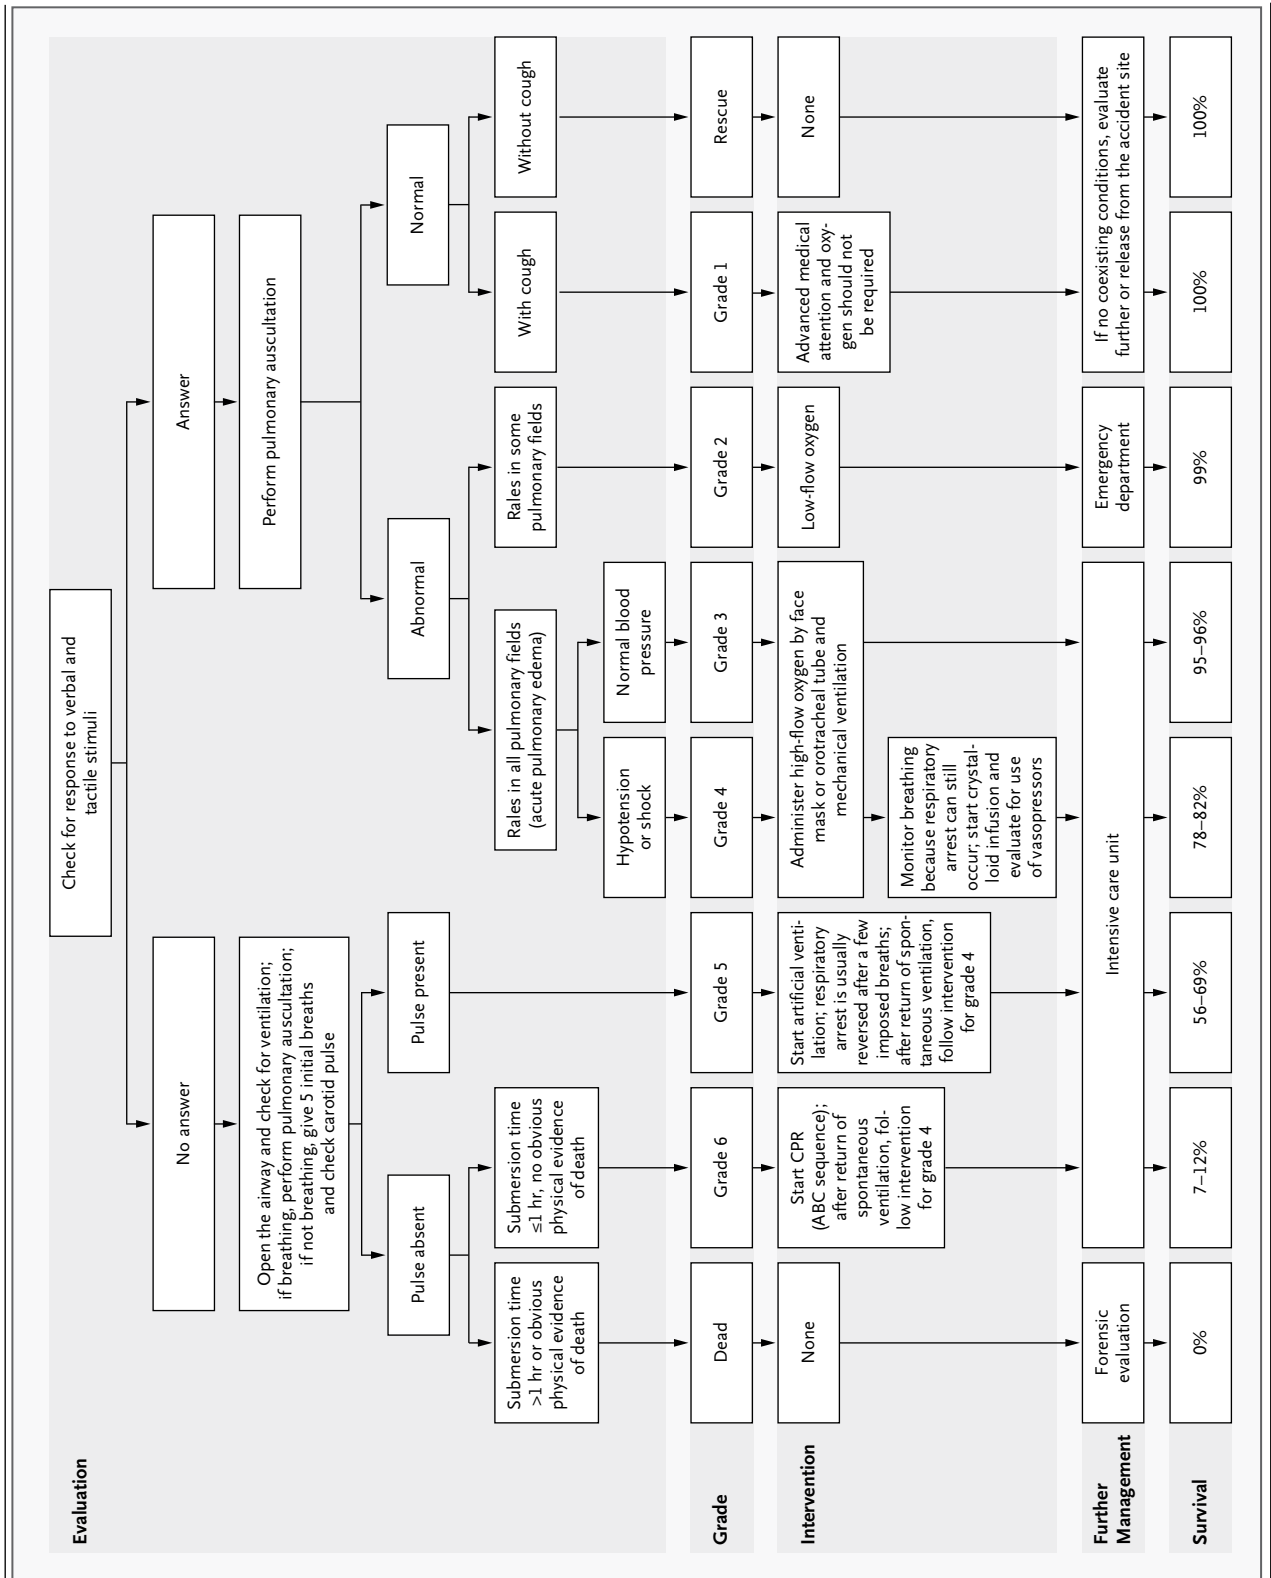 Evaluation
Check for response to verbal and
tactile stimuli
No answer
Answer
Open the airway and check for ventilation;
if breathing, perform pulmonary auscultation;
if not breathing, give 5 initial breaths
and check carotid pulse
Perform pulmonary auscultation
Pulse absent
Pulse present
Abnormal
Normal
Submersion time
>1 hr or obvious
physical evidence
of death
Submersion time
≤1 hr, no obvious
physical evidence
of death
Rales in all pulmonary fields
(acute pulmonary edema)
Rales in some
pulmonary fields
With cough
Without cough
Hypotension
or shock
Normal blood
pressure
Grade
Dead
Grade 6
Grade 5
Grade 4
Grade 3
Grade 2
Grade 1
Rescue
Intervention
None
Start CPR
(ABC sequence);
after return of
spontaneous
ventilation, fol-
low intervention
for grade 4
Start artificial venti-
lation; respiratory
arrest is usually
reversed after a few
imposed breaths;
after return of spon-
taneous ventilation,
follow intervention
for grade 4
Administer high-flow oxygen by face
mask or orotracheal tube and
mechanical ventilation
Monitor breathing
because respiratory
arrest can still
occur; start crystal-
loid infusion and
evaluate for use
of vasopressors
Low-flow oxygen
Advanced medical
attention and oxy-
gen should not
be required
None
Further
Management
Forensic
evaluation
Intensive care unit
Emergency
department
If no coexisting conditions, evaluate
further or release from the accident site
Survival
0%
7–12%
56–69%
78–82%
95–96%
99%
100%
100%